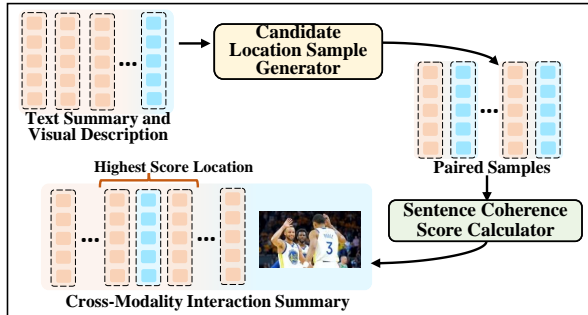 Candidate
Location Sample
Generator
Text Summary and
Visual Description
Paired Samples
Highest Score Location
Sentence Coherence
Score Calculator
3
Cross-Modality Interaction Summary